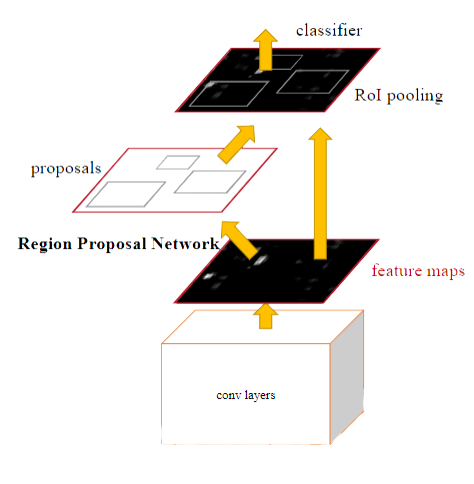 classifier
RoI pooling
proposals
Region Proposal Network
feature maps
conv layers